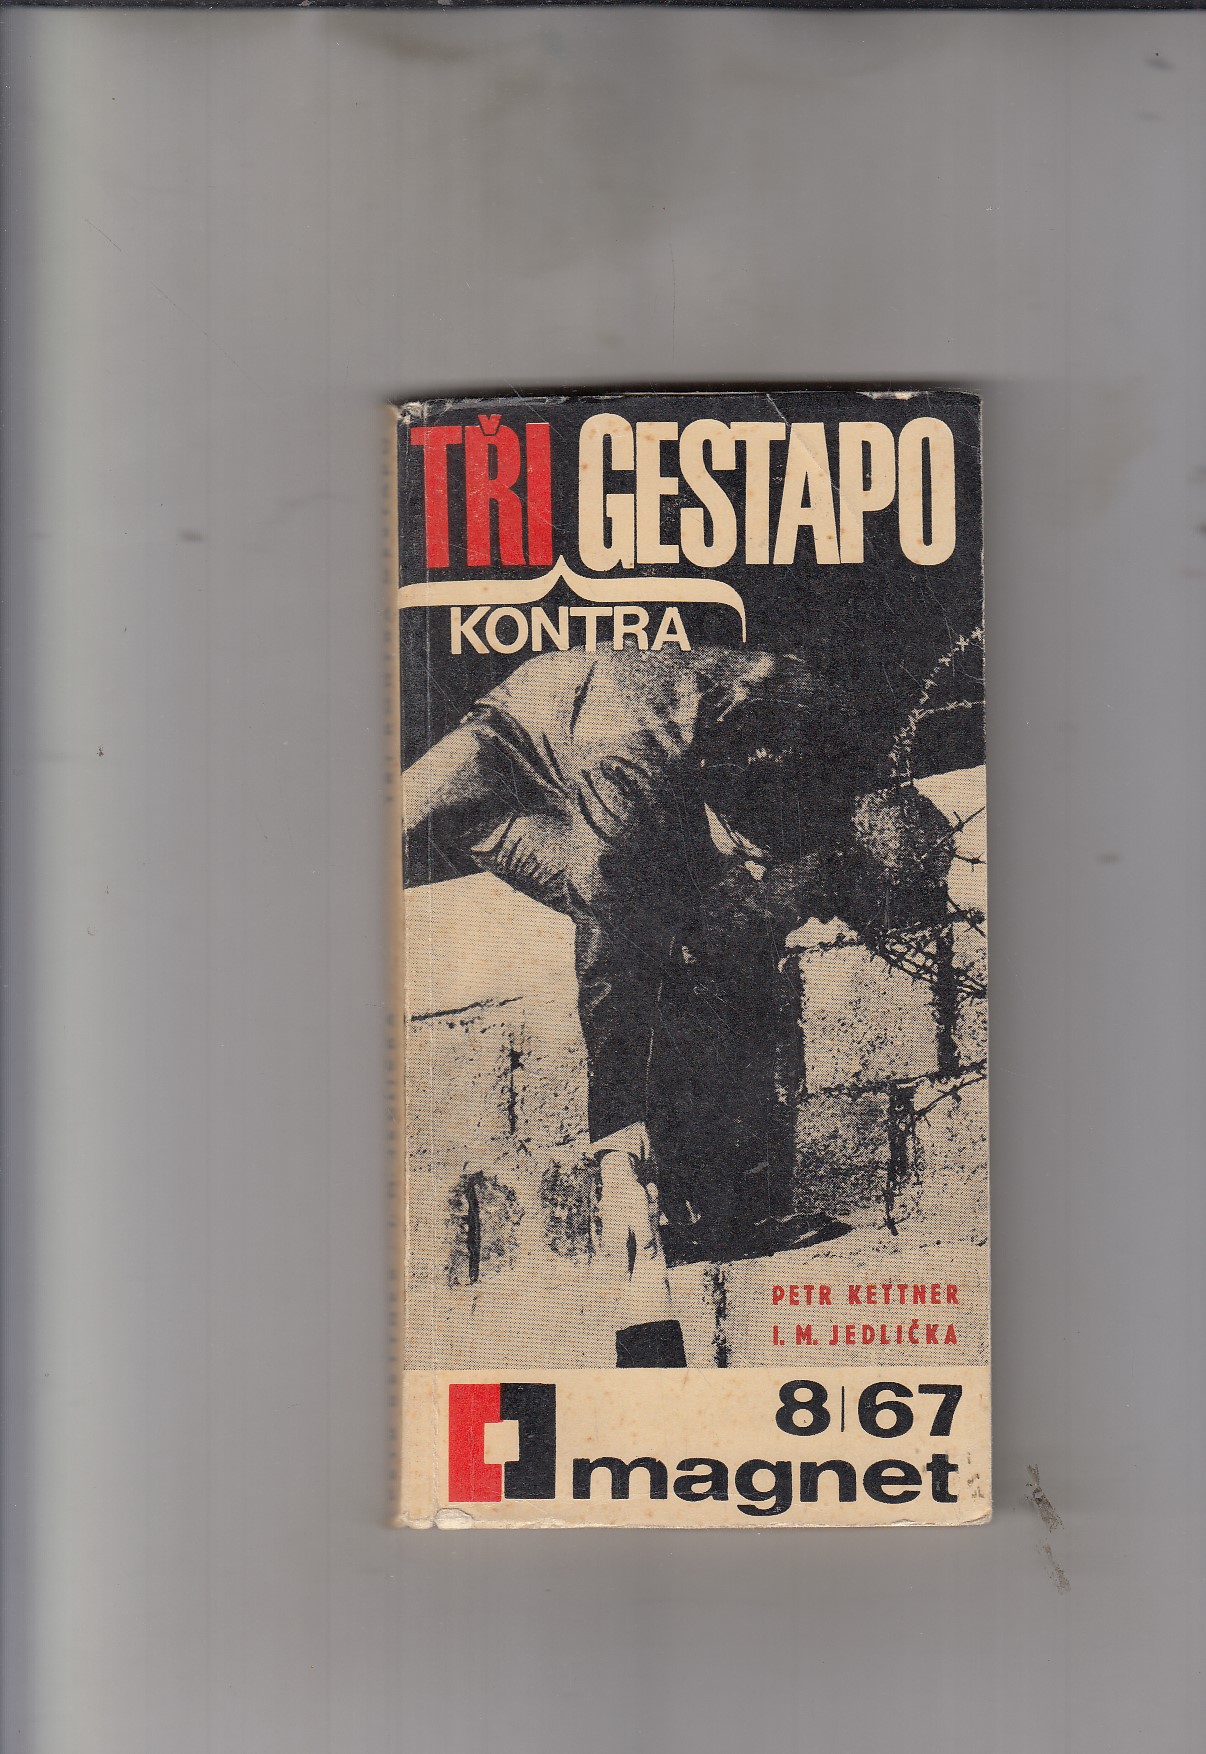 TŘI GESTAPO
KONTRA
PETR KETTNER
I. M. JEDLIČKA
8|67
magnet